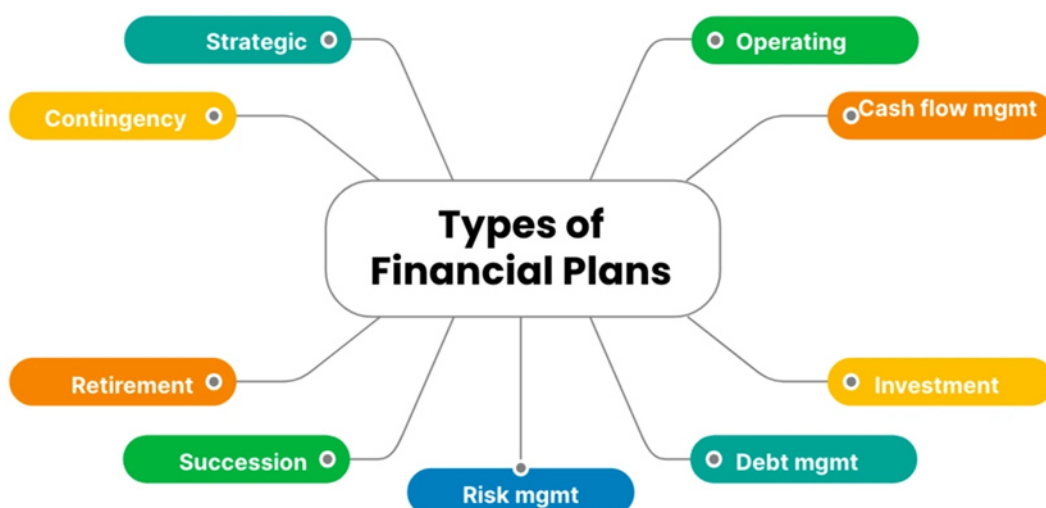 Strategic
Operating
Contingency
Cash flow mgmt
Types of
Financial Plans
Retirement
Investment
Succession
Debt mgmt
Risk mgmt